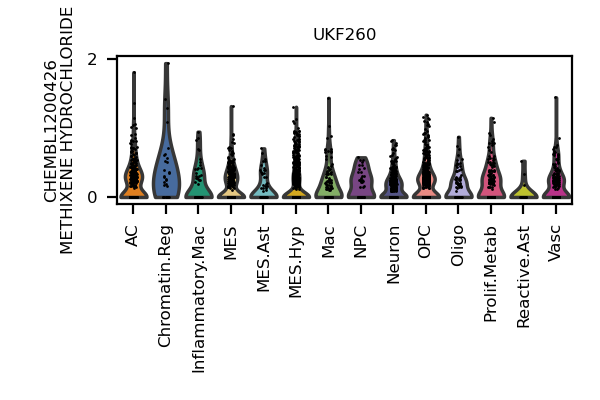 UKF260
CHEMBL1200426
METHIXENE HYDROCHLORIDE
2
0
AC
Chromatin.Reg
Inflammatory.Mac
MES
MES.Ast
MES.Hyp
Mac
NPC
Neuron
OPC
Oligo
Prolif.Metab
Reactive.Ast
Vasc